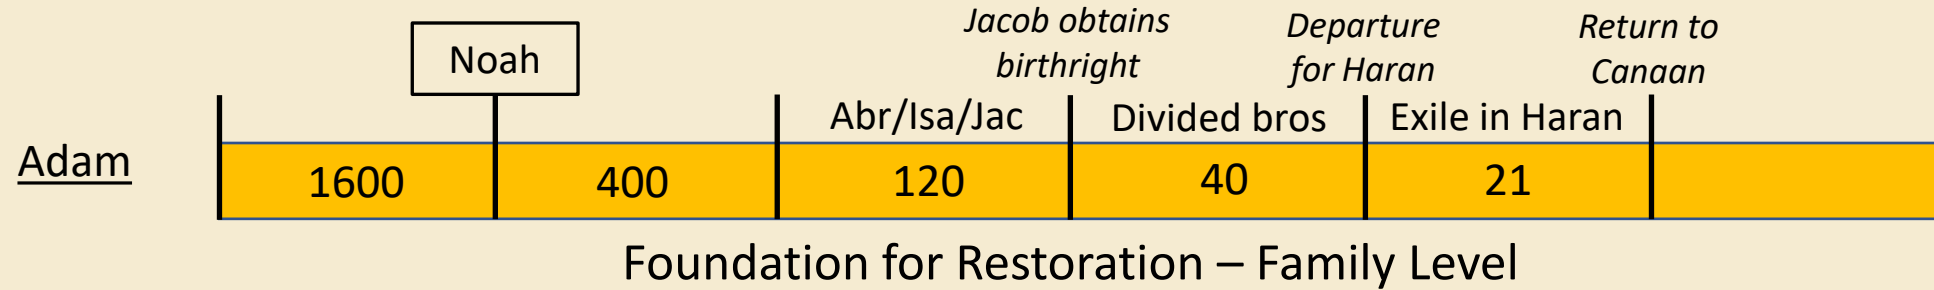 Jacob obtains
birthright
Departure
for Haran
Return to
Canaan
Noah
Abr/Isa/Jac
Divided bros
Exile in Haran
Adam
1600
400
120
40
21
Foundation for Restoration – Family Level